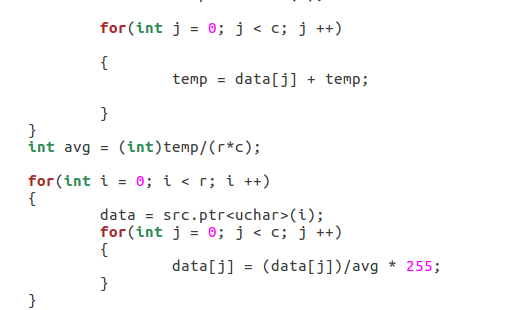 for(int j = 0; j < c; j ++)
{
temp = data[j] + temp;
}
}
int avg = (int)temp/(r*c);
for(int i = 0; i < r; i ++)
{
data = src.ptr<uchar>(i);
for(int j = 0; j < c; j ++)
{
data[j] = (data[j])/avg * 255;
}
}